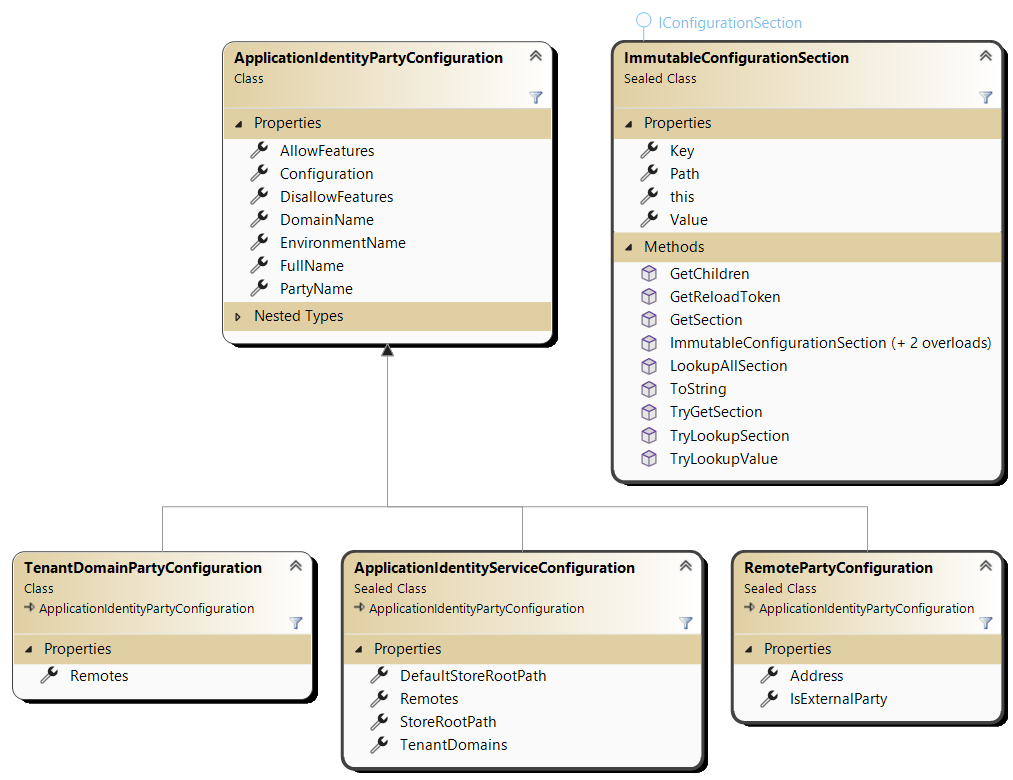 IConfigurationSection
ApplicationIdentityPartyConfiguration
Class
Properties
AllowFeatures
Configuration
DisallowFeatures
DomainName
EnvironmentName
FullName
PartyName
Nested Types
ImmutableConfigurationSection
Sealed Class
Properties
Key
Path
this
Value
Methods
GetChildren
GetReloadToken
GetSection
ImmutableConfigurationSection (+ 2 overloads)
LookupAllSection
ToString
TryGetSection
TryLookupSection
TryLookupValue
TenantDomainPartyConfiguration
Class
ApplicationIdentityPartyConfiguration
Properties
Remotes
ApplicationIdentityServiceConfiguration
Sealed Class
ApplicationIdentityPartyConfiguration
Properties
DefaultStoreRootPath
Remotes
StoreRootPath
TenantDomains
RemotePartyConfiguration
Sealed Class
ApplicationIdentityPartyConfiguration
Properties
Address
IsExternalParty